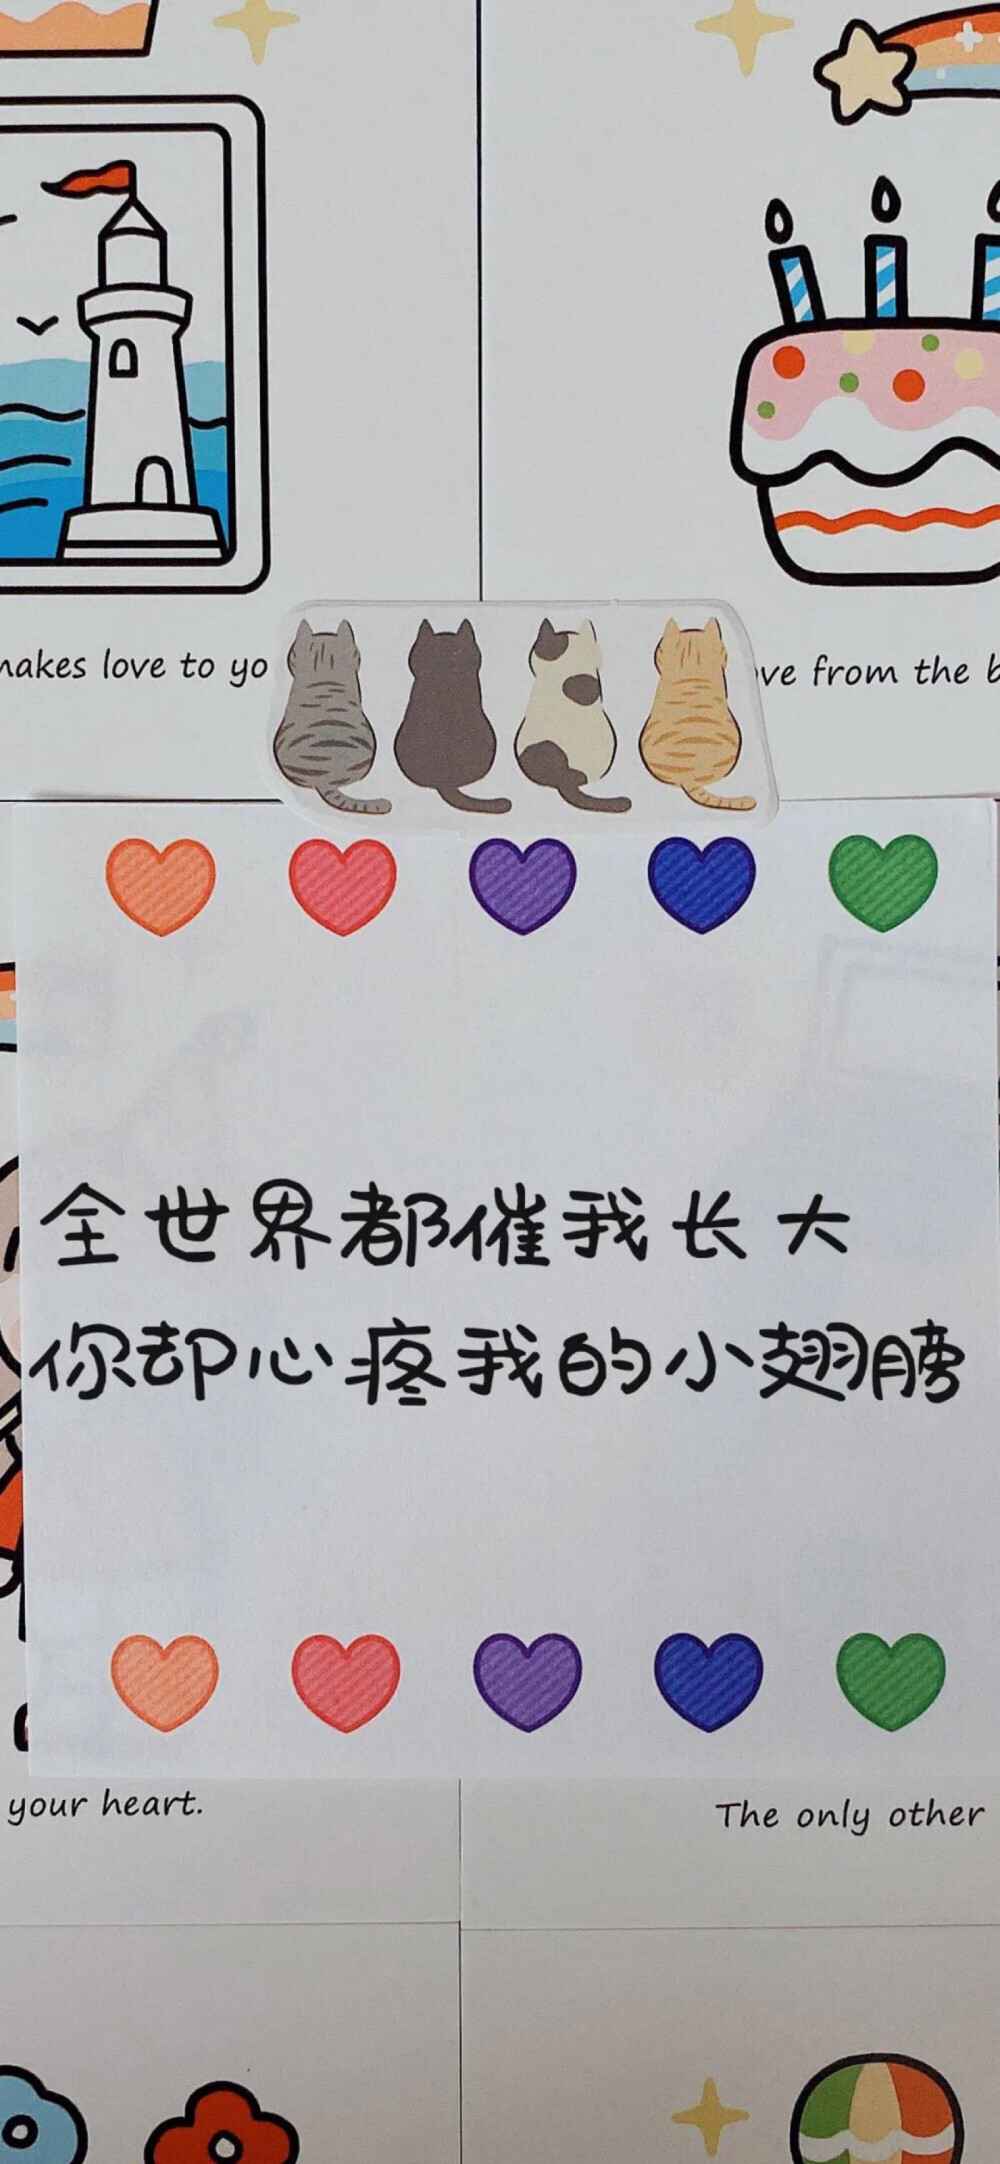 makes love to yo
ve from the b
全世界都催我长大
你却心疼我的小翅膀
your heart.
The only other